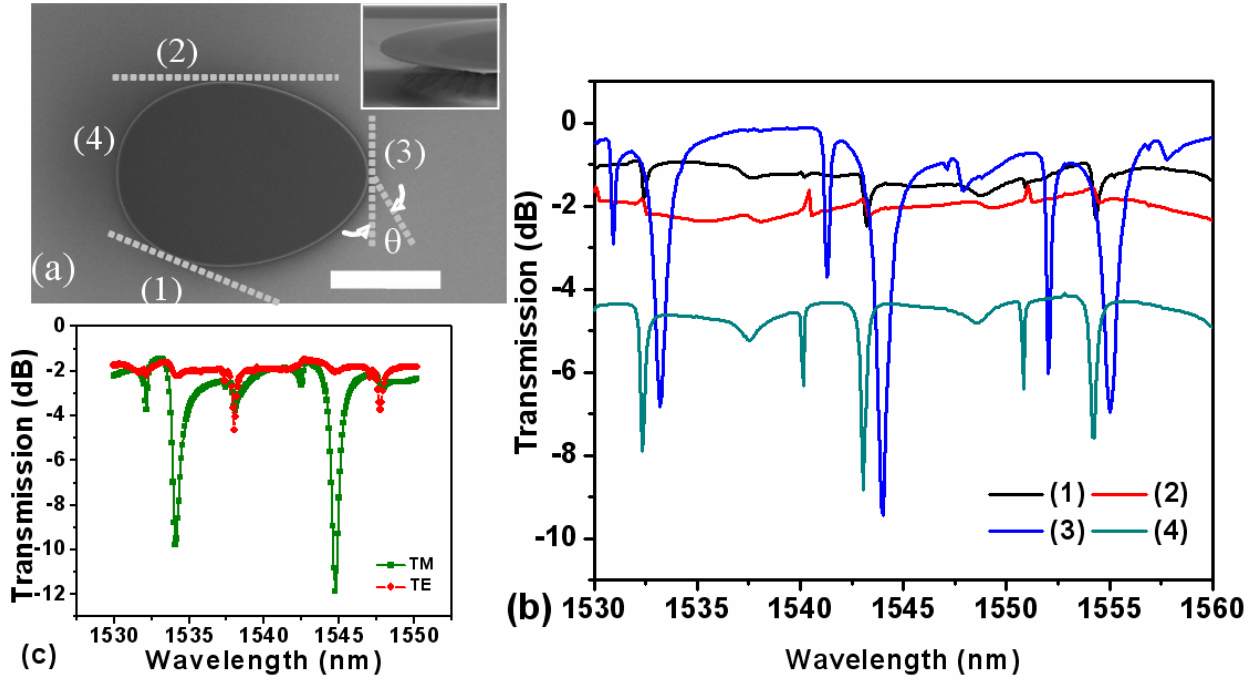 (2)
(4)
(3)
θ
(a)
(1)
Transmission (dB)
0
-2
-4
-6
-8
-10
(1) (2)
(3) (4)
1530 1535 1540 1545 1550 1555 1560
(b)
Wavelength (nm)
Transmission (dB)
0
-2
-4
-6
-8
-10
-12
TM
TE
1530 1535 1540 1545 1550
(c)
Wavelength (nm)